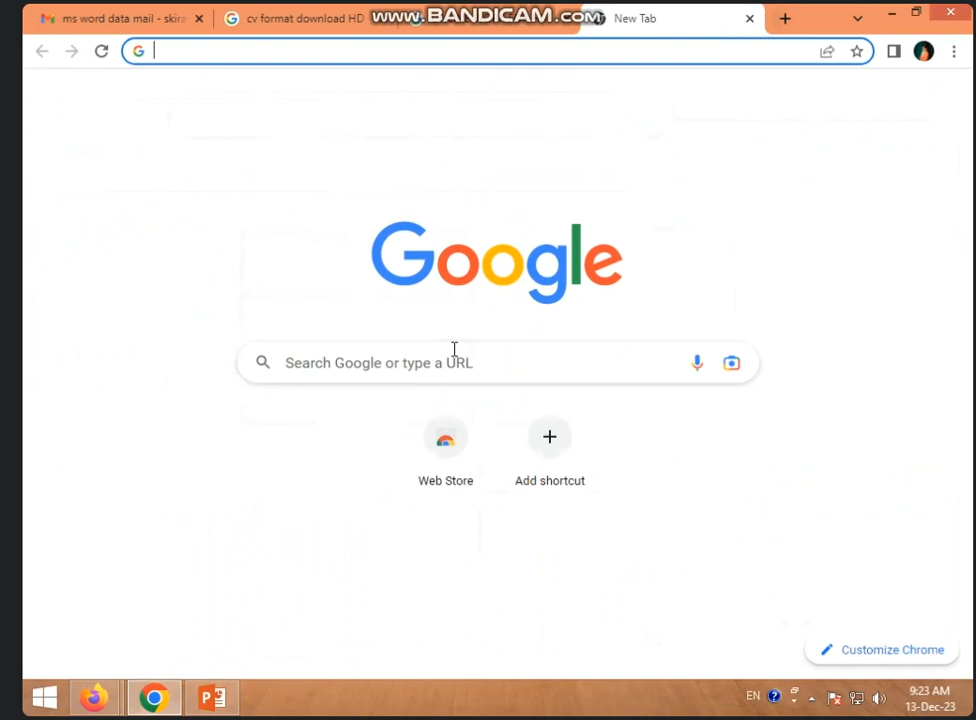 ms word data mail - skira
cv format download HD
www.BANDICAM.com
New Tab
Google
Search Google or type a URL
Web Store
Add shortcut
Customize Chrome
EN
9:23 AM
13-Dec-23